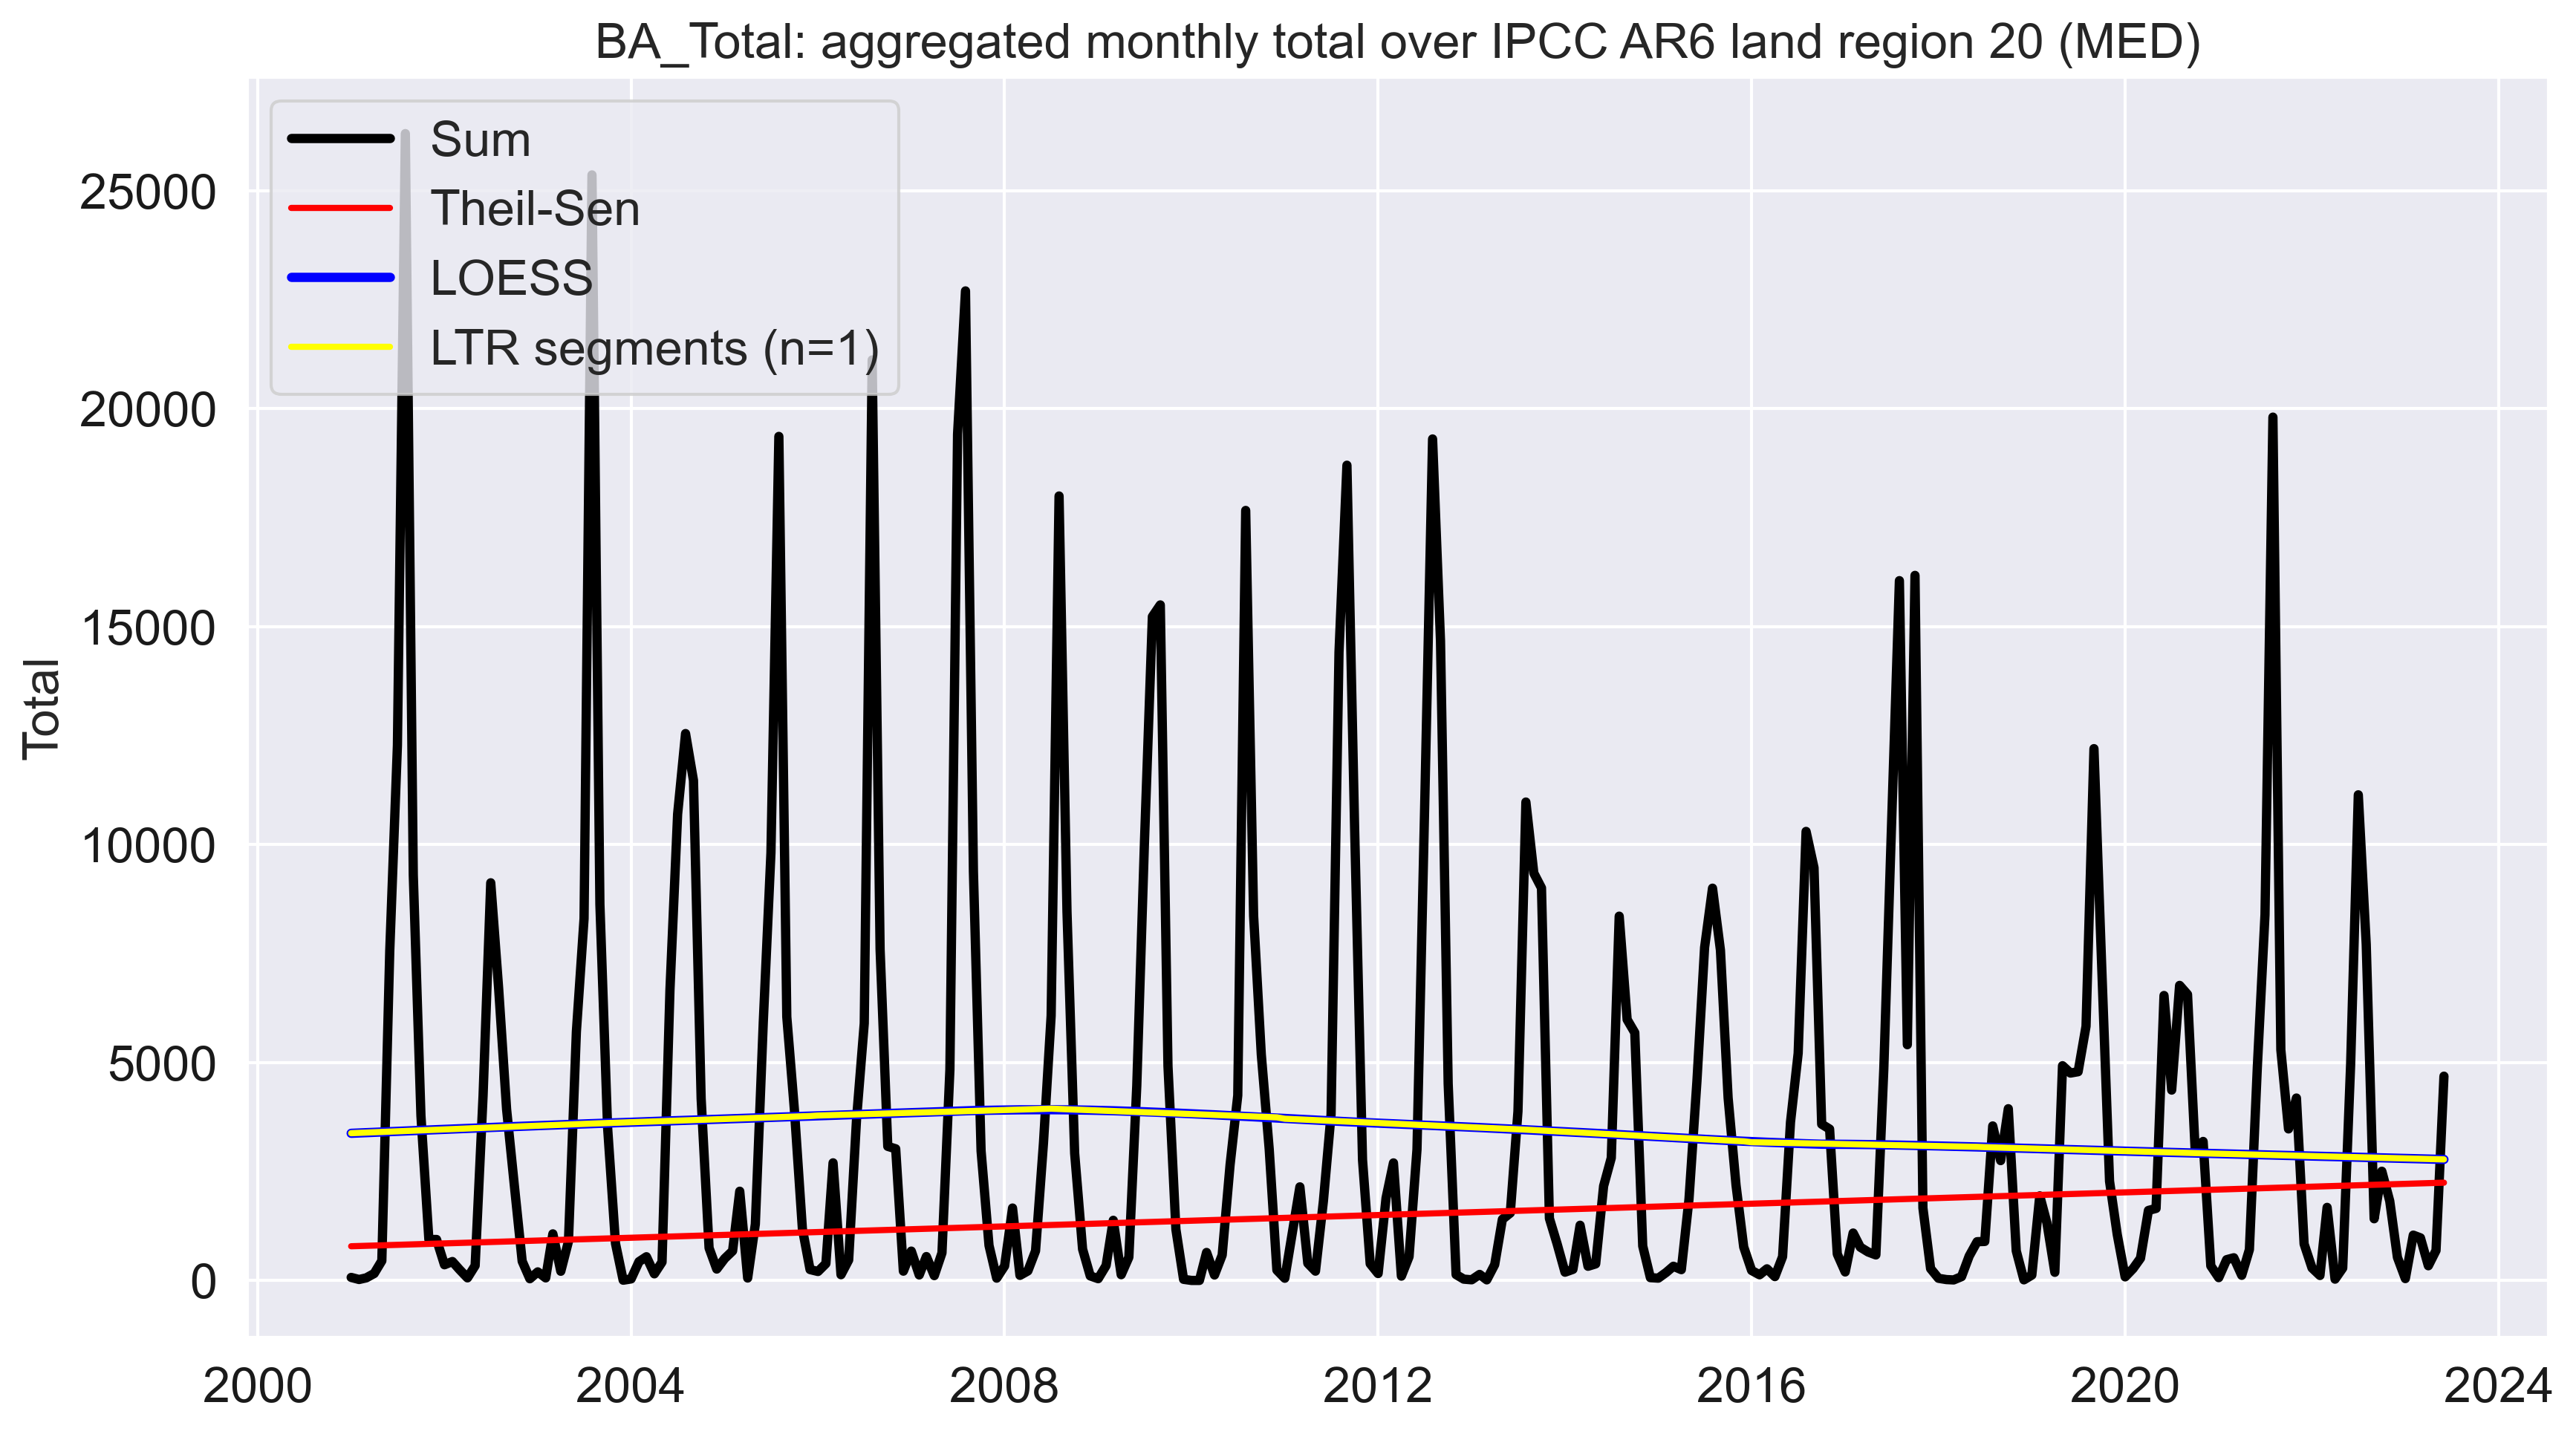 BA_Total: aggregated monthly total over IPCC AR6 land region 20 (MED)
Sum
Theil-Sen
LOESS
LTR segments (n=1)
Total
25000
20000
15000
10000
5000
0
2000 2004 2008 2012 2016 2020 2024